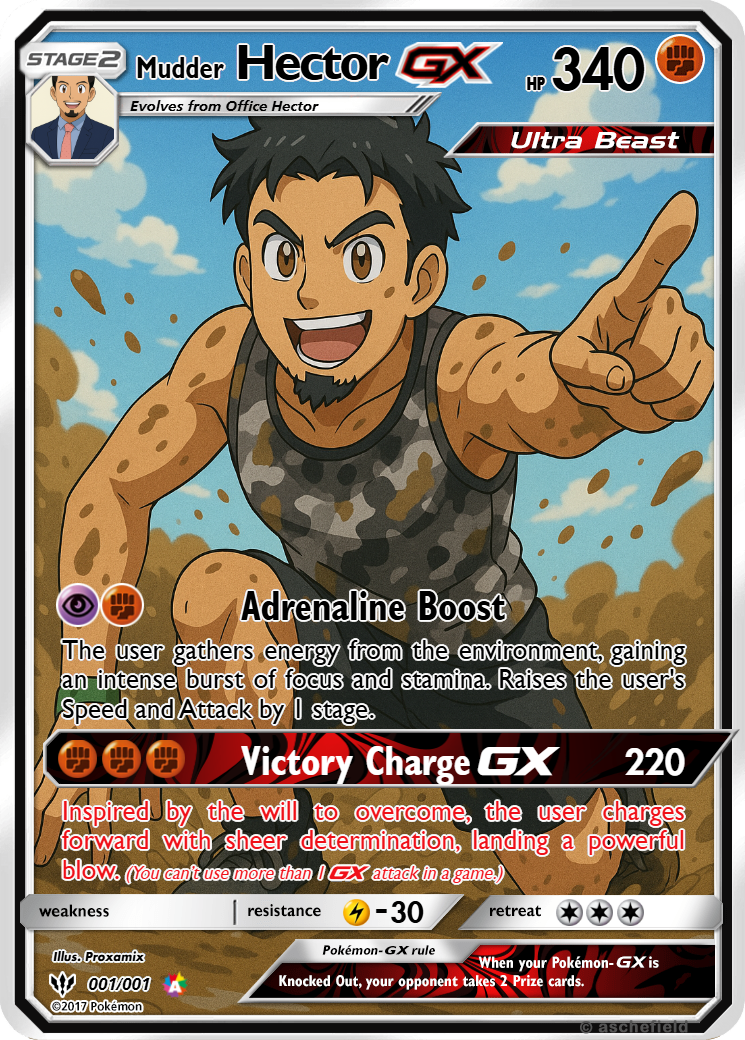 STAGE2 Mudder Hector GX HP 340
Evolves from Office Hector
Ultra Beast
Adrenaline Boost
The user gathers energy from the environment, gaining
an intense burst of focus and stamina. Raises the user's
Speed and Attack by 1 stage.
Victory Charge GX 220
Inspired by the will to overcome, the user charges
forward with sheer determination, landing a powerful
blow. (You can't use more than 1 GX attack in a game.)
weakness resistance -30 retreat
Illus. Proxamix
Pokémon-GX rule
When your Pokémon-GX is
Knocked Out, your opponent takes 2 Prize cards.
001/001 A
©2017 Pokémon
© aschefield